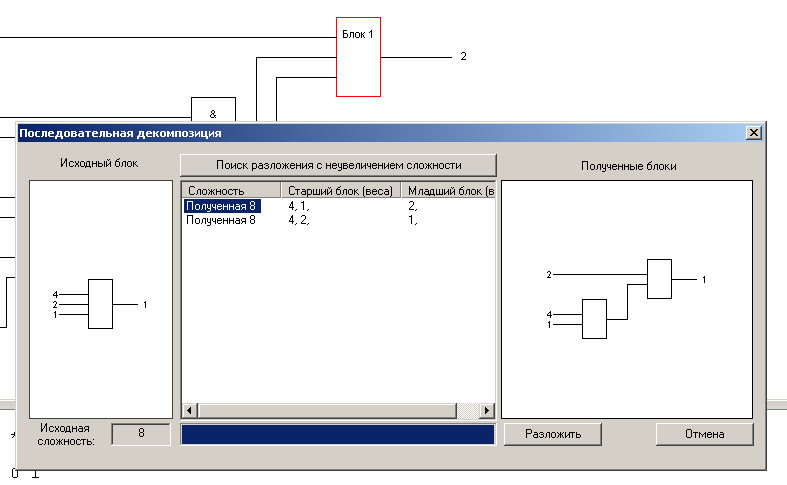 Блок 1
2
&
Последовательная декомпозиция
Исходный блок
Поиск разложения с неувеличением сложности
Полученные блоки
Сложность Старший блок (веса) Младший блок (в
Полученная 8 4, 1, 2,
Полученная 8 4, 2, 1,
4
2
1
1
2
4
1
1
Исходная
сложность:
8
Разложить
Отмена
0 1